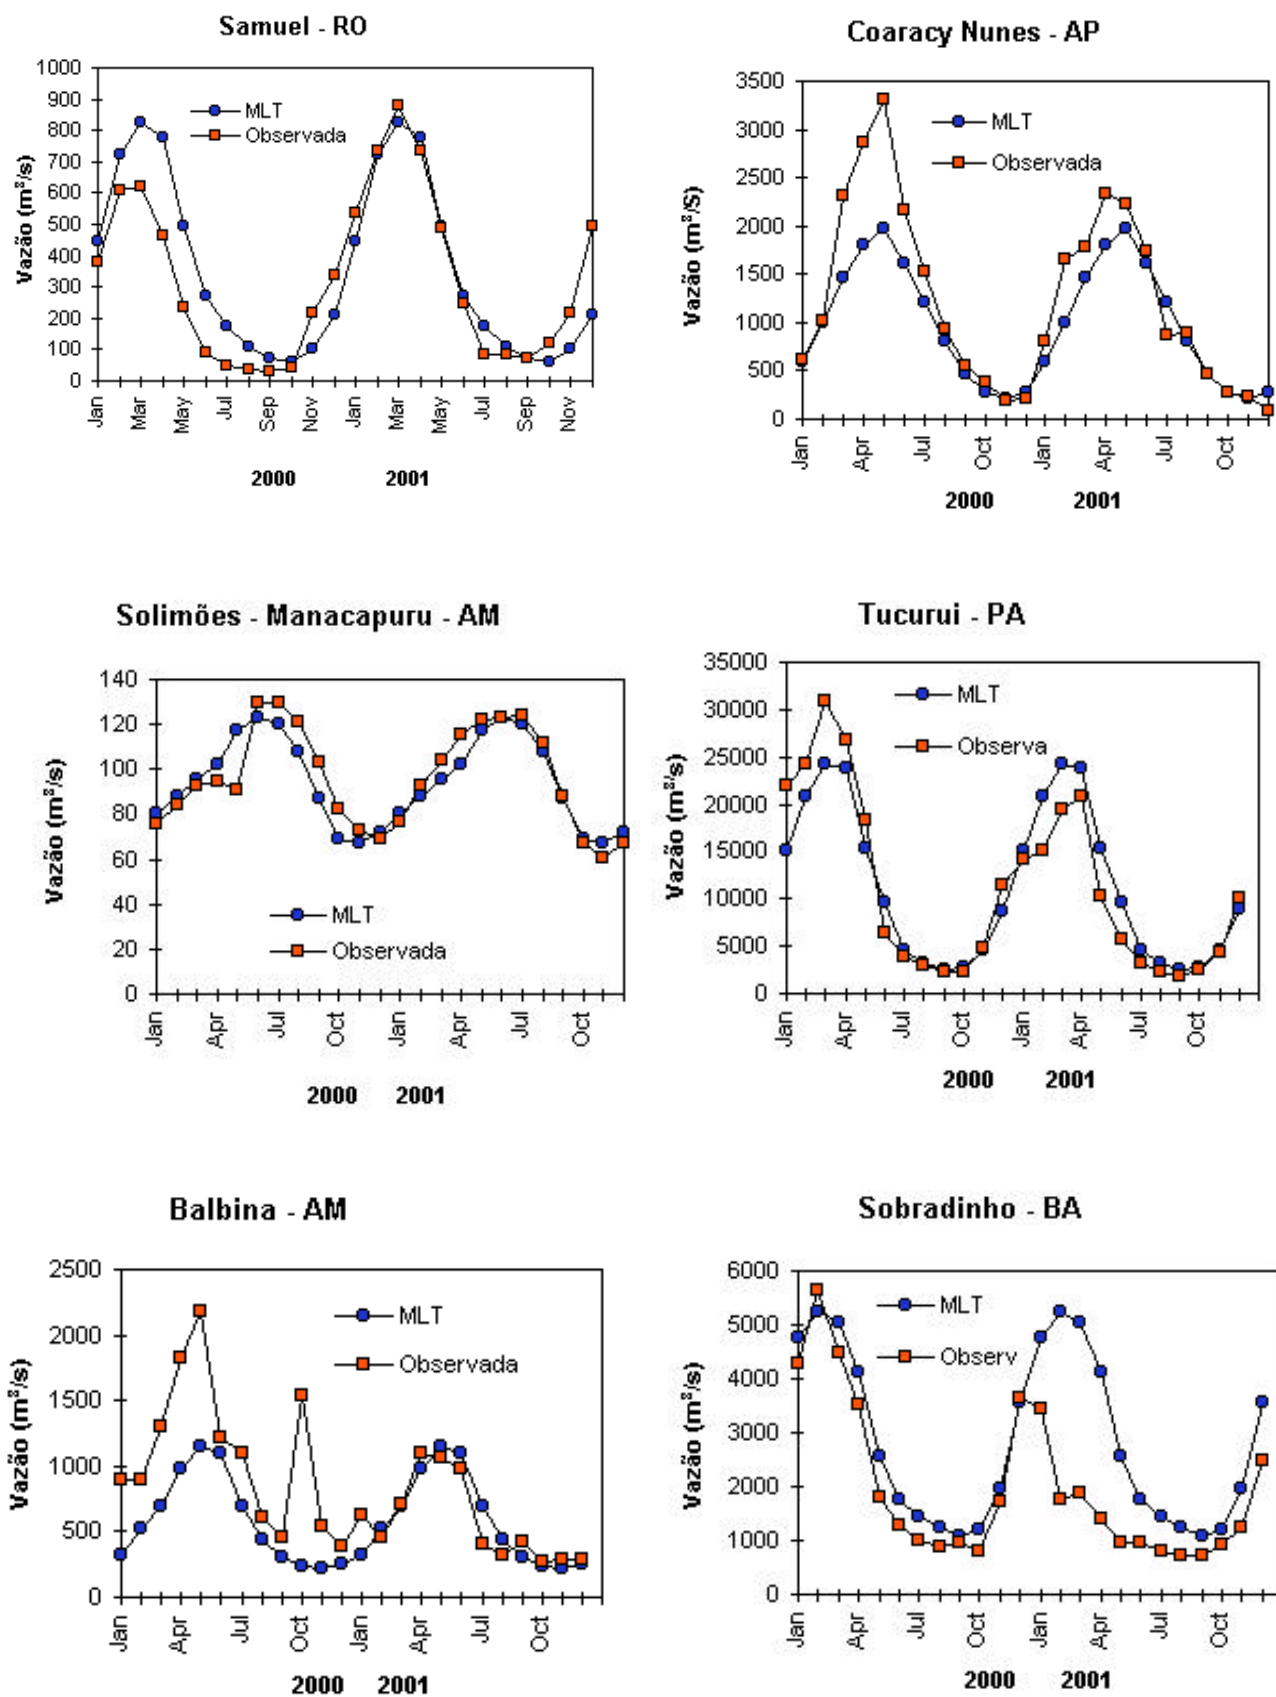 Samuel - RO
1000
900
800
700
600
500
400
300
200
100
0
Vazão (m³/s)
MLT
Observada
Jan
Mar
May
Jul
Sep
Nov
Jan
Mar
May
Jul
Sep
Nov
2000 2001
Coaracy Nunes - AP
3500
3000
2500
2000
1500
1000
500
0
Vazão (m³/S)
MLT
Observada
Jan
Apr
Jul
Oct
Jan
Apr
Jul
Oct
2000 2001
Solimões - Manacapuru - AM
140
120
100
80
60
40
20
0
Vazão (m³/s)
MLT
Observada
Jan
Apr
Jul
Oct
Jan
Apr
Jul
Oct
2000 2001
Tucurui - PA
35000
30000
25000
20000
15000
10000
5000
0
Vazão (m³/s)
MLT
Observa
Jan
Apr
Jul
Oct
Jan
Apr
Jul
Oct
2000 2001
Balbina - AM
2500
2000
1500
1000
500
0
Vazão (m³/s)
MLT
Observada
Jan
Apr
Jul
Oct
Jan
Apr
Jul
Oct
2000 2001
Sobradinho - BA
6000
5000
4000
3000
2000
1000
0
Vazão (m³/s)
MLT
Observ
Jan
Apr
Jul
Oct
Jan
Apr
Jul
Oct
2000 2001